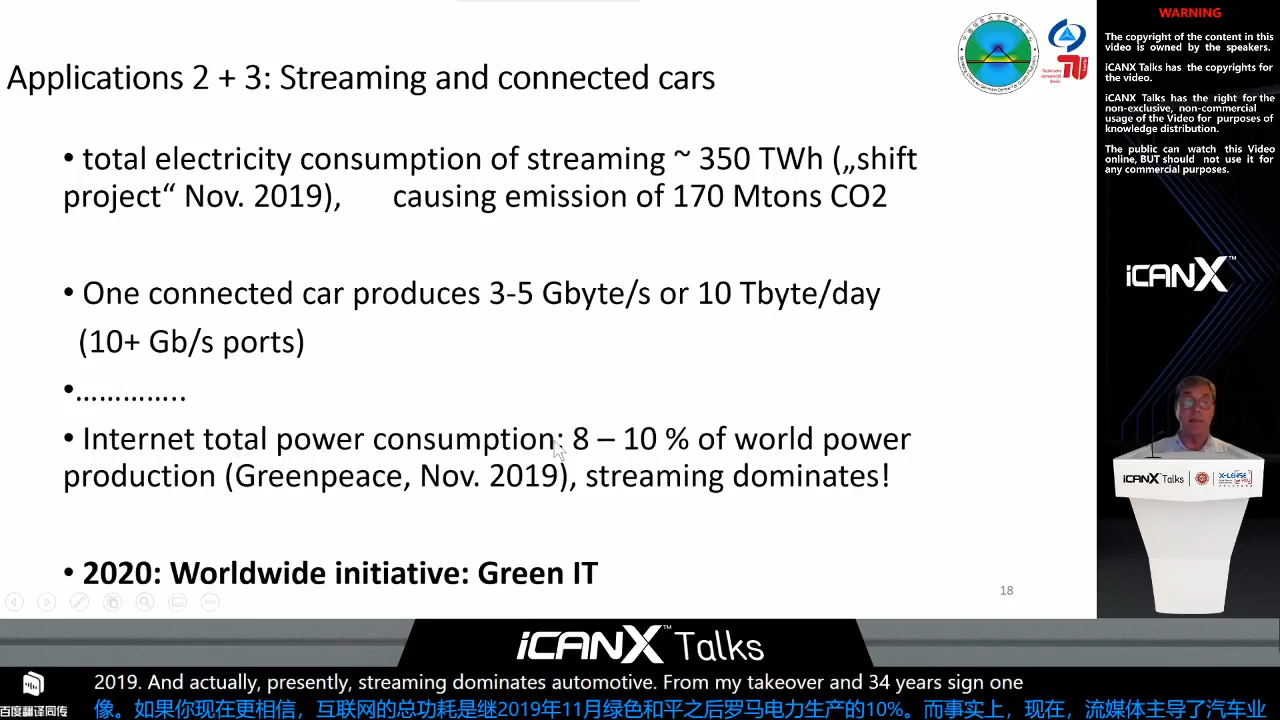 Applications 2 + 3: Streaming and connected cars
• total electricity consumption of streaming ~ 350 TWh („shift
project“ Nov. 2019), causing emission of 170 Mtons CO2
• One connected car produces 3-5 Gbyte/s or 10 Tbyte/day
(10+ Gb/s ports)
•…………..
• Internet total power consumption: 8 – 10 % of world power
production (Greenpeace, Nov. 2019), streaming dominates!
• 2020: Worldwide initiative: Green IT
18
WARNING
The copyright of the content in this
video is owned by the speakers.
iCANX Talks has the copyrights for
the video.
iCANX Talks has the right for the
non-exclusive, non-commercial
usage of the Video for purposes of
knowledge distribution.
The public can watch this Video
online, BUT should not use it for
any commercial purposes.
iCANX™
iCANX Talks
iCANX™ Talks
2019. And actually, presently, streaming dominates automotive. From my takeover and 34 years sign one
百度翻译同传
像。如果你现在更相信，互联网的总功耗是继2019年11月绿色和平之后罗马电力生产的10%。而事实上，现在，流媒体主导了汽车业